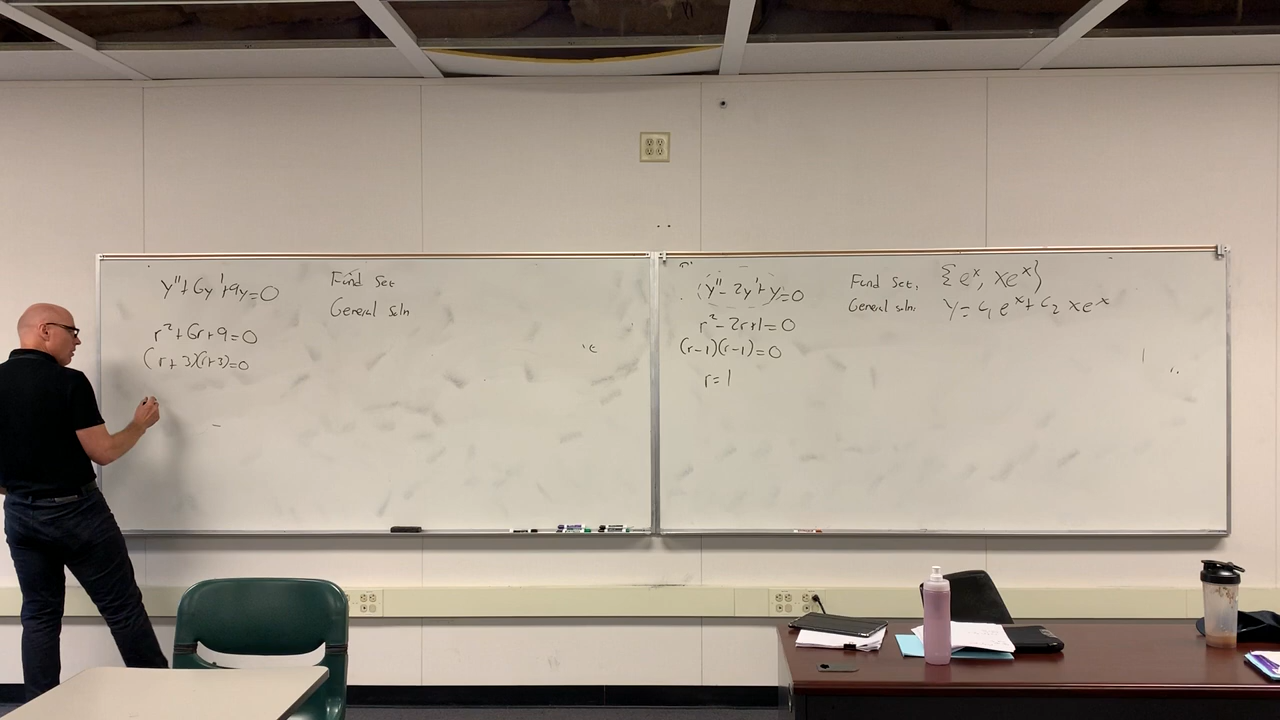 y"+6y'+9y=0
r²+6r+9=0
(r+3)(r+3)=0
Fund Set
General soln
(y"-2y'+y)=0
r²-2r+1=0
(r-1)(r-1)=0
r=1
Fund Set, {eˣ, xeˣ}
General soln, y=c₁eˣ+c₂xeˣ